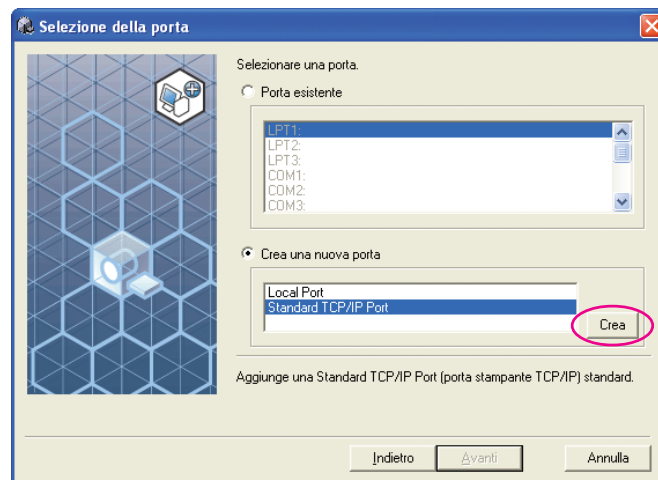 Selezione della porta
Selezionare una porta.
Porta esistente
LPT1:
LPT2:
LPT3:
COM1:
COM2:
COM3:
Crea una nuova porta
Local Port
Standard TCP/IP Port
Crea
Aggiunge una Standard TCP/IP Port (porta stampante TCP/IP) standard.
Indietro
Avanti
Annulla